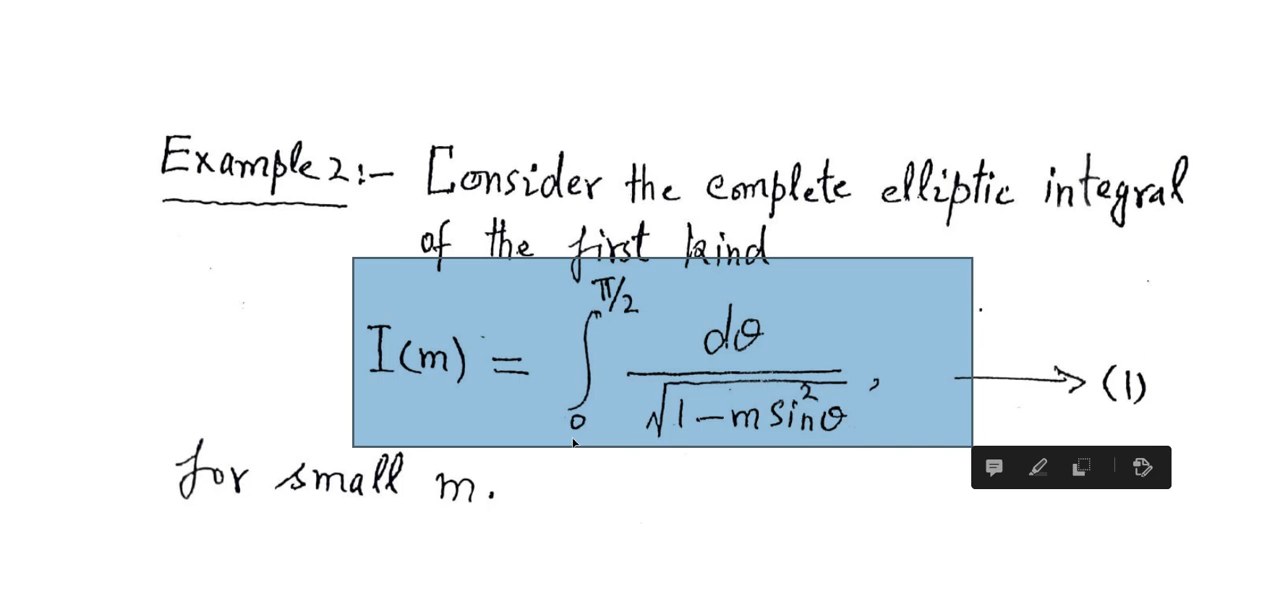 Example 2:- Consider the complete elliptic integral
of the first kind
I(m) = ∫₀^{π/2} dθ / √(1 - m sin²θ) , ⟶ (1)
for small m.